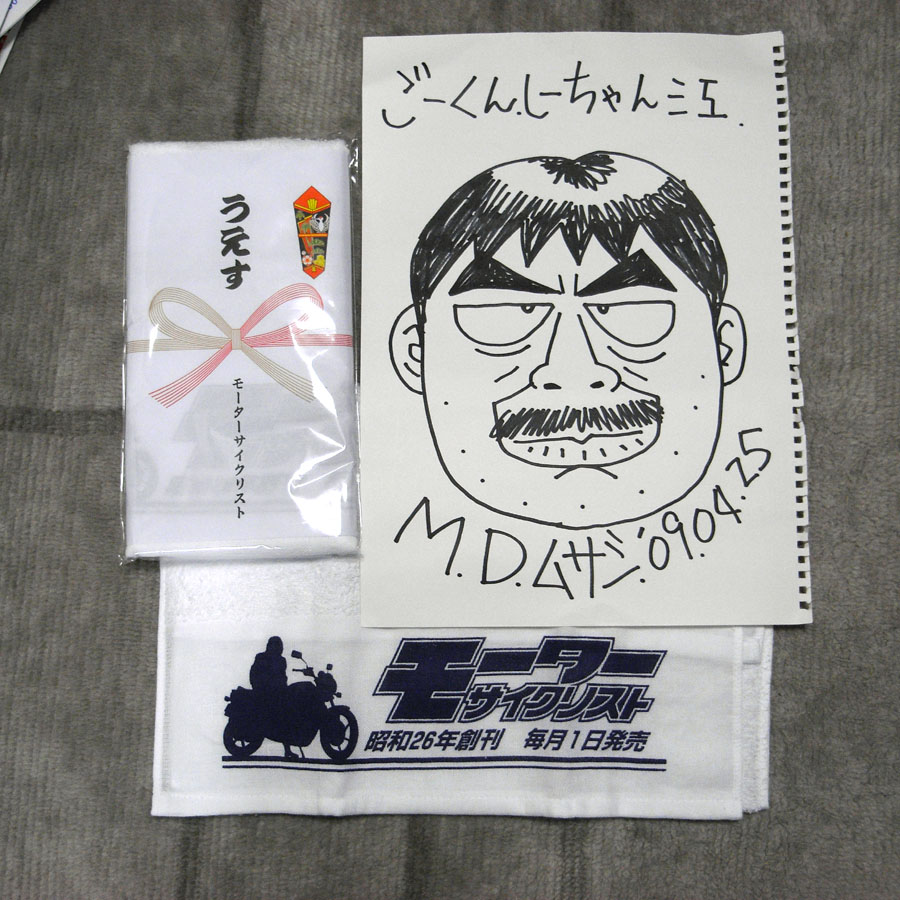 ごーくん.しーちゃん江.
M.D.ムサシ.'09.04.25
うえす
モーターサイクリスト
モーター
サイクリスト
昭和26年創刊 毎月1日発売